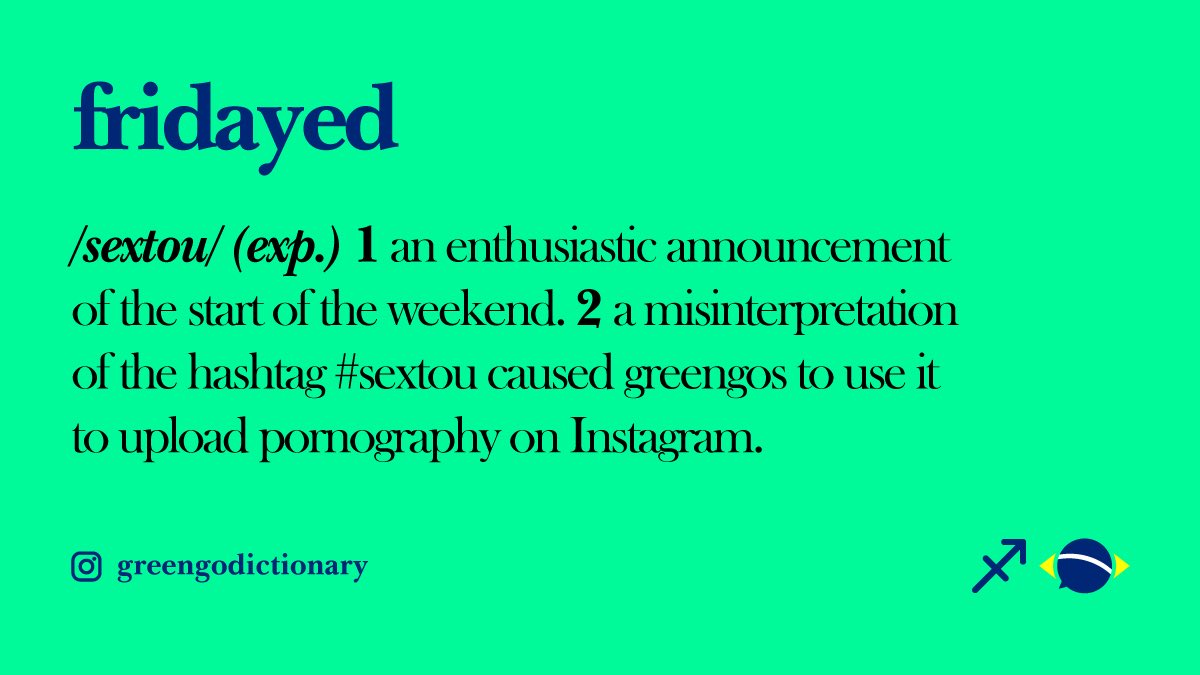 fridayed
/sextou/ (exp.) 1 an enthusiastic announcement
of the start of the weekend. 2 a misinterpretation
of the hashtag #sextou caused greengos to use it
to upload pornography on Instagram.
greengodictionary